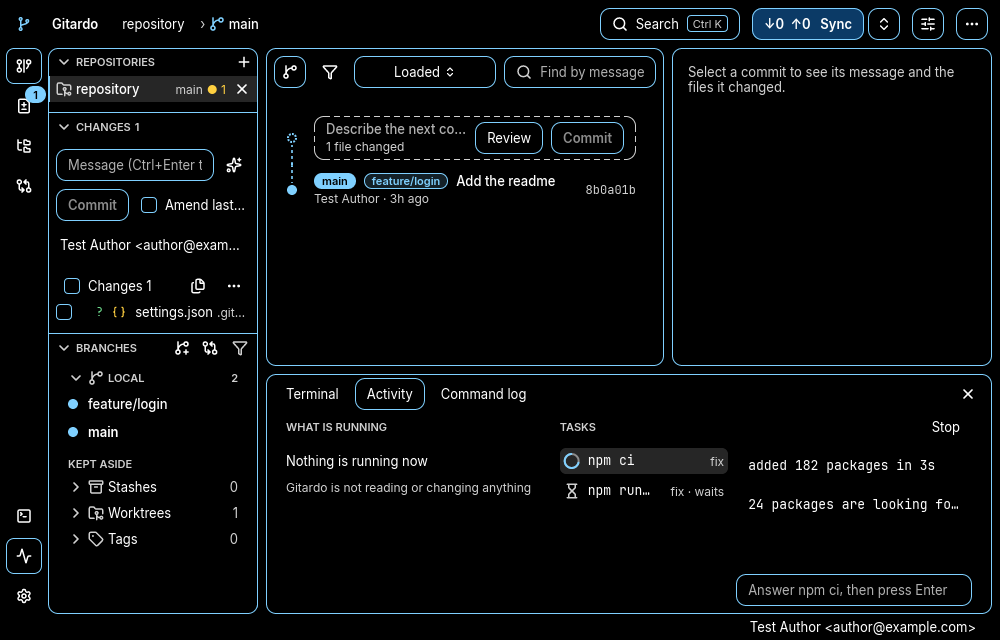 Gitardo
repository
› main
Search Ctrl K
↓0 ↑0 Sync
REPOSITORIES
repository main 1
1
CHANGES 1
Message (Ctrl+Enter t
Commit
Amend last...
Test Author <author@exam...
Changes 1
? {} settings.json .git...
BRANCHES
LOCAL 2
feature/login
main
KEPT ASIDE
Stashes 0
Worktrees 1
Tags 0
Loaded
Find by message
Describe the next co...
1 file changed
Review
Commit
main feature/login Add the readme
Test Author · 3h ago
8b0a01b
Select a commit to see its message and the
files it changed.
Terminal
Activity
Command log
WHAT IS RUNNING
Nothing is running now
Gitardo is not reading or changing anything
TASKS
npm ci fix
npm run… fix · waits
Stop
added 182 packages in 3s
24 packages are looking fo…
Answer npm ci, then press Enter
Test Author <author@example.com>